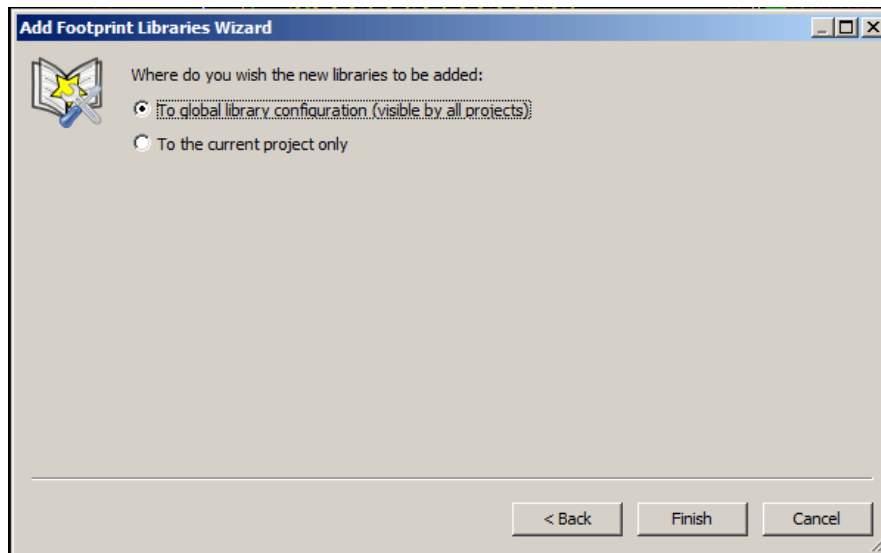 Add Footprint Libraries Wizard
Where do you wish the new libraries to be added:
To global library configuration (visible by all projects)
To the current project only
< Back
Finish
Cancel